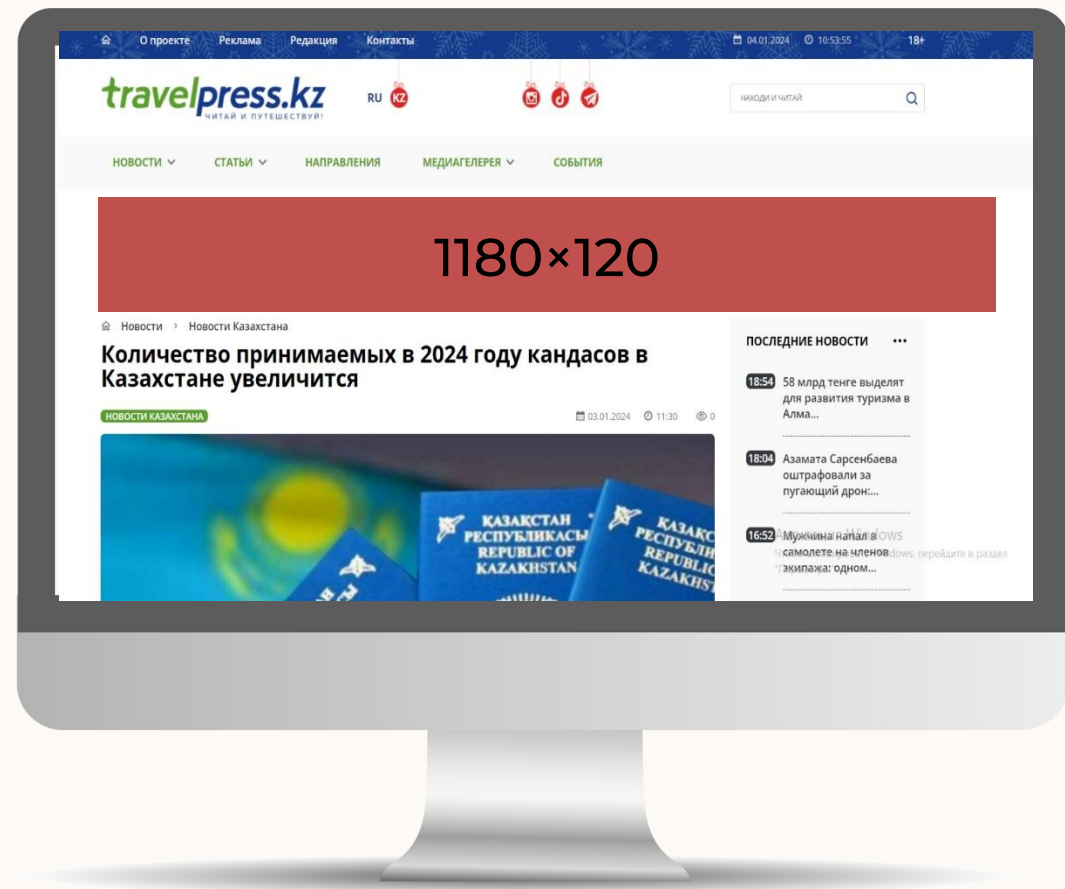 О проекте Реклама Редакция Контакты 04.01.2024 10:53:55 18+
travelpress.kz
ЧИТАЙ И ПУТЕШЕСТВУЙ!
RU KZ
НАХОДИ И ЧИТАЙ
НОВОСТИ СТАТЬИ НАПРАВЛЕНИЯ МЕДИАГЕЛЕРЕЯ СОБЫТИЯ
1180×120
Новости › Новости Казахстана
Количество принимаемых в 2024 году кандасов в
Казахстане увеличится
НОВОСТИ КАЗАХСТАНА 03.01.2024 11:30 0
ҚАЗАҚСТАН
РЕСПУБЛИКАСЫ
REPUBLIC OF
KAZAKHSTAN
ПОСЛЕДНИЕ НОВОСТИ •••
18:54 58 млрд тенге выделят
для развития туризма в
Алма...
18:04 Азамата Сарсенбаева
оштрафовали за
пугающий дрон:...
16:52 Мужчина напал в
самолете на членов
экипажа: одном...
перейдите в раздел